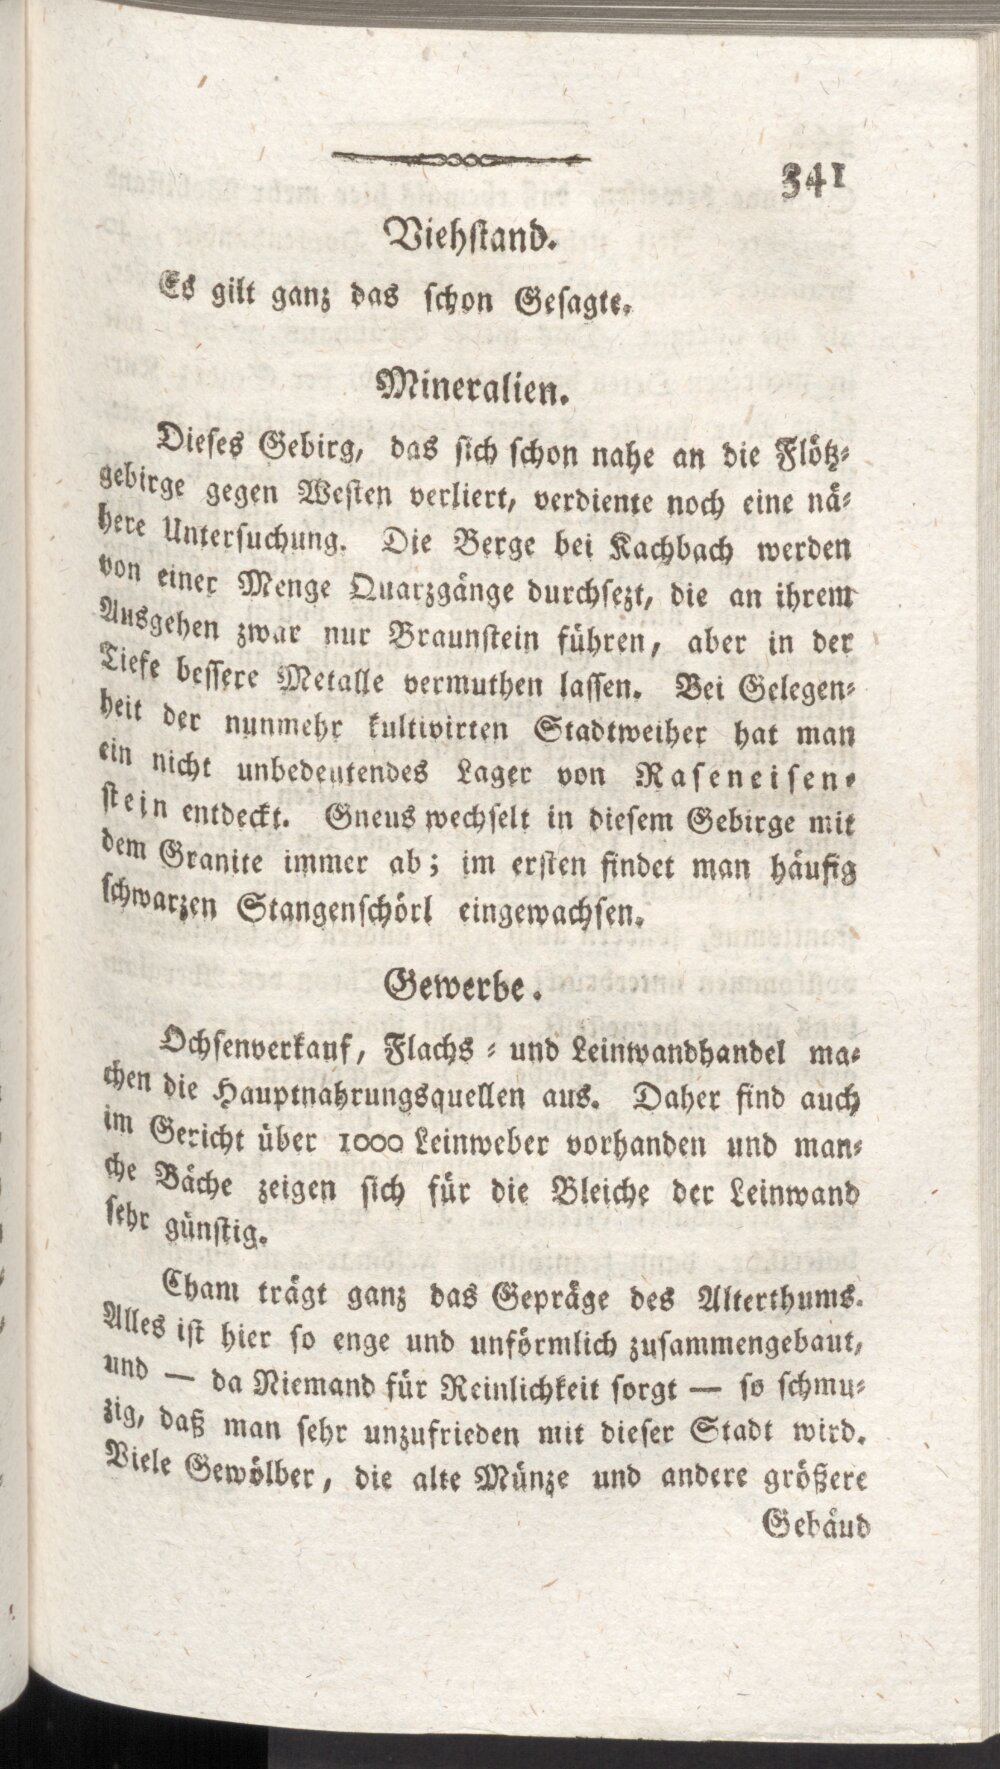 341
Viehstand.
Es gilt ganz das schon Gesagte.
Mineralien.
Dieses Gebirg, das sich schon nahe an die Flötz-
gebirge gegen Westen verliert, verdiente noch eine nä-
here Untersuchung. Die Berge bei Kachbach werden
von einer Menge Quarzgänge durchsezt, die an ihrem
Ausgehen zwar nur Braunstein führen, aber in der
Tiefe bessere Metalle vermuthen lassen. Bei Gelegen-
heit der nunmehr kultivirten Stadtweiher hat man
ein nicht unbedeutendes Lager von Raseneisen-
stein entdeckt. Gneus wechselt in diesem Gebirge mit
dem Granite immer ab; im ersten findet man häufig
schwarzen Stangenschörl eingewachsen.
Gewerbe.
Ochsenverkauf, Flachs- und Leinwandhandel ma-
chen die Hauptnahrungsquellen aus. Daher sind auch
im Gericht über 1000 Leinweber vorhanden und man-
che Bäche zeigen sich für die Bleiche der Leinwand
sehr günstig.
Cham trägt ganz das Gepräge des Alterthums.
Alles ist hier so enge und unförmlich zusammengebaut,
und — da Niemand für Reinlichkeit sorgt — so schmu-
zig, daß man sehr unzufrieden mit dieser Stadt wird.
Viele Gewölber, die alte Münze und andere größere
Gebäud